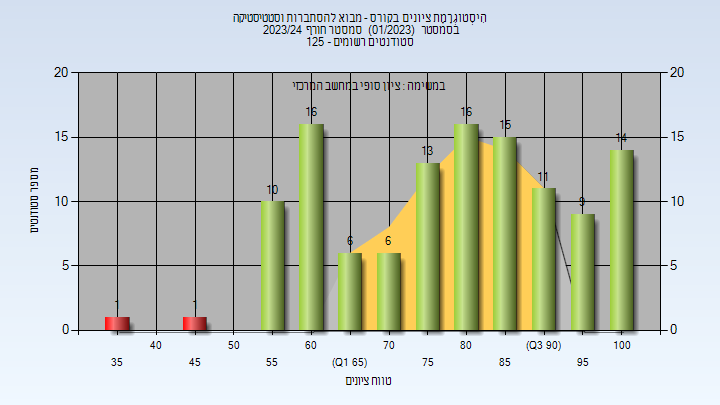 היסטוגרמת ציונים בקורס - מבוא להסתברות וסטטיסטיקה
בסמסטר (01/2023) סמסטר חורף 2023/24
סטודנטים רשומים - 125
במשימה : ציון סופי במחשב המרכזי
20 20
15 15
10 10
5 5
0 0
מספר סטודנטים
1 1 10 16 6 6 13 16 15 11 9 14
40 50 60 70 80 (Q3 90) 100
35 45 55 (Q1 65) 75 85 95
טווח ציונים